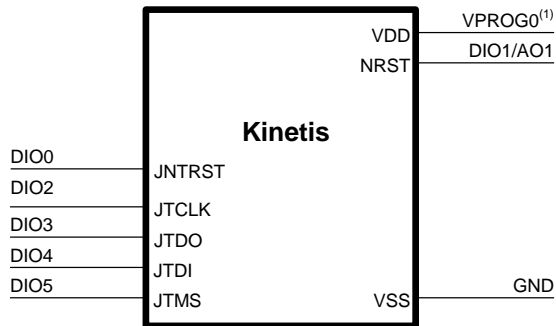 VDD VPROG0(1)
NRST DIO1/AO1
Kinetis
DIO0 JNTRST
DIO2 JTCLK
DIO3 JTDO
DIO4 JTDI
DIO5 JTMS VSS GND